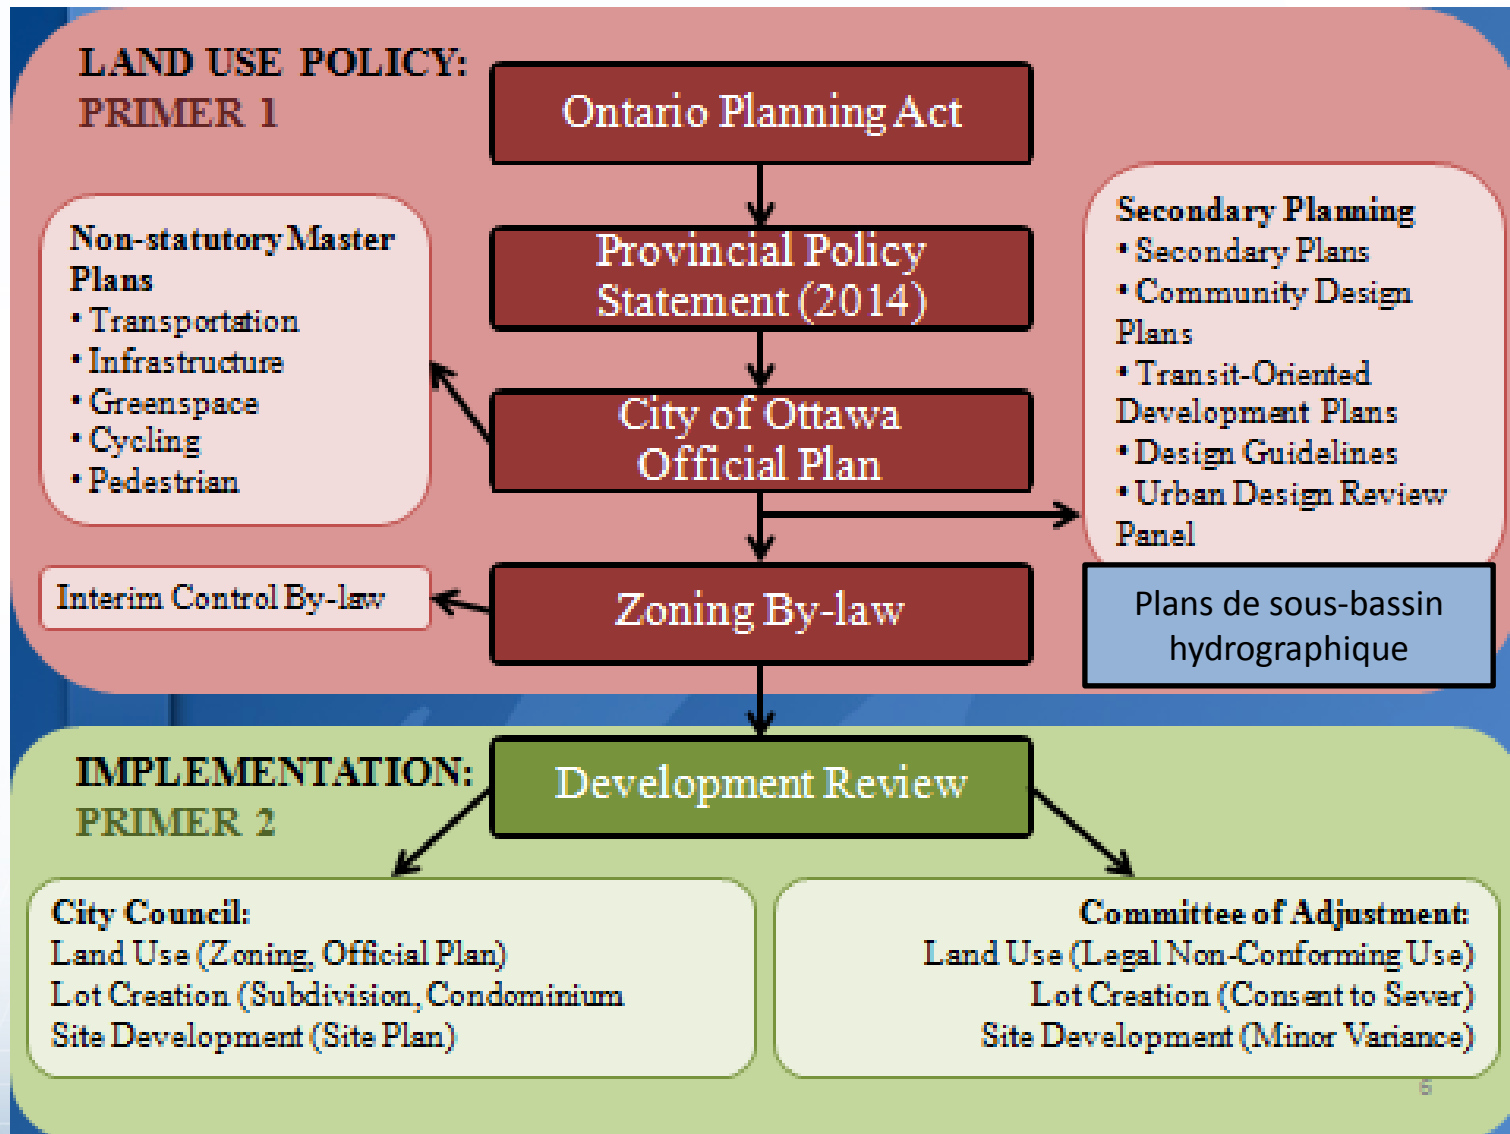 LAND USE POLICY:
PRIMER 1
Ontario Planning Act
Provincial Policy
Statement (2014)
City of Ottawa
Official Plan
Zoning By-law
Non-statutory Master
Plans
• Transportation
• Infrastructure
• Greenspace
• Cycling
• Pedestrian
Interim Control By-law
Secondary Planning
• Secondary Plans
• Community Design
Plans
• Transit-Oriented
Development Plans
• Design Guidelines
• Urban Design Review
Panel
Plans de sous-bassin
hydrographique
IMPLEMENTATION:
PRIMER 2
Development Review
City Council:
Land Use (Zoning, Official Plan)
Lot Creation (Subdivision, Condominium
Site Development (Site Plan)
Committee of Adjustment:
Land Use (Legal Non-Conforming Use)
Lot Creation (Consent to Sever)
Site Development (Minor Variance)
6